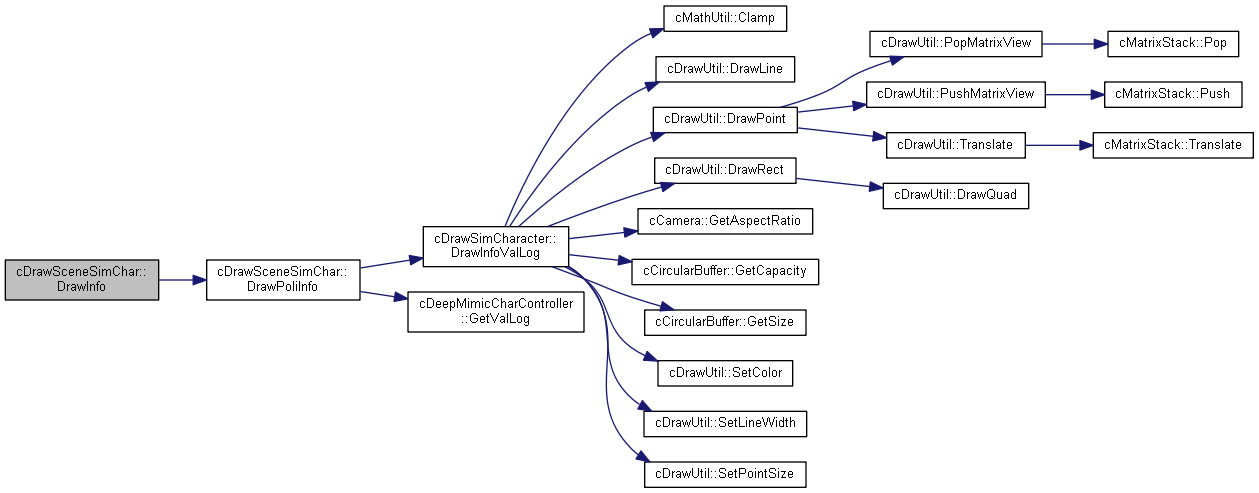 cDrawSceneSimChar::
DrawInfo
cDrawSceneSimChar::
DrawPoliInfo
cDrawSimCharacter::
DrawInfoValLog
cDeepMimicCharController
::GetValLog
cMathUtil::Clamp
cDrawUtil::DrawLine
cDrawUtil::DrawPoint
cDrawUtil::DrawRect
cCamera::GetAspectRatio
cCircularBuffer::GetCapacity
cCircularBuffer::GetSize
cDrawUtil::SetColor
cDrawUtil::SetLineWidth
cDrawUtil::SetPointSize
cDrawUtil::PopMatrixView
cDrawUtil::PushMatrixView
cDrawUtil::Translate
cDrawUtil::DrawQuad
cMatrixStack::Pop
cMatrixStack::Push
cMatrixStack::Translate